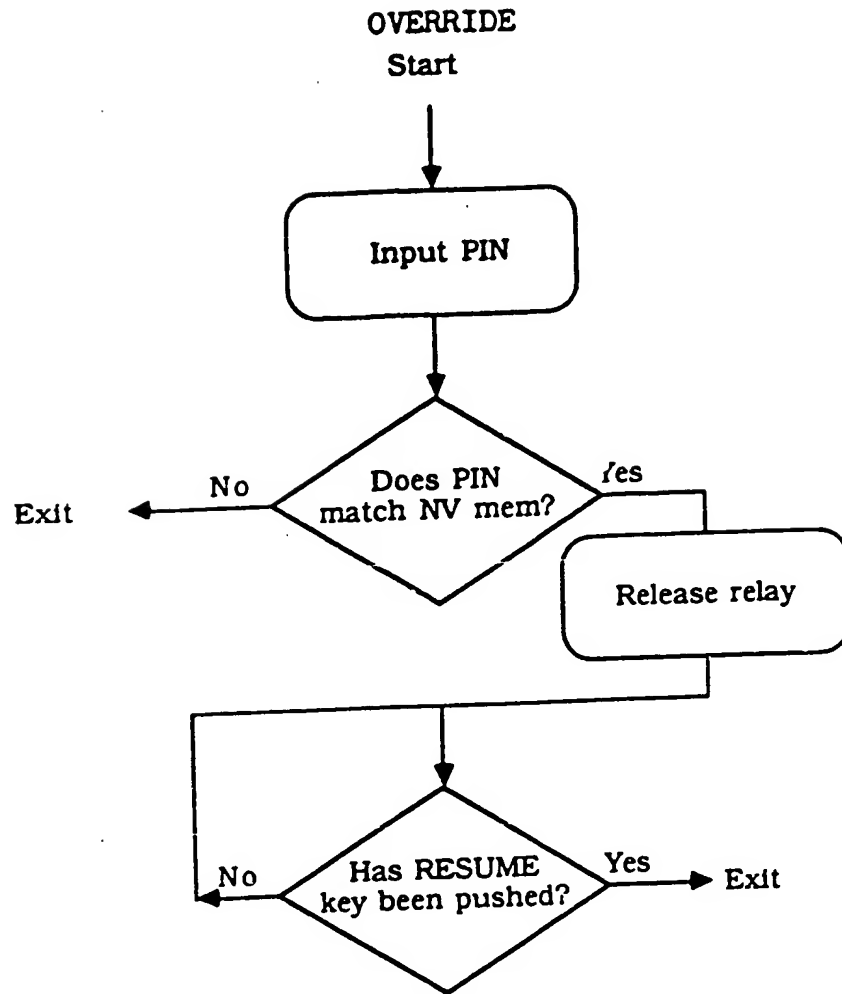 OVERRIDE
Start
Input PIN
Does PIN
match NV mem?
No
Yes
Exit
Release relay
Has RESUME
key been pushed?
No
Yes
Exit